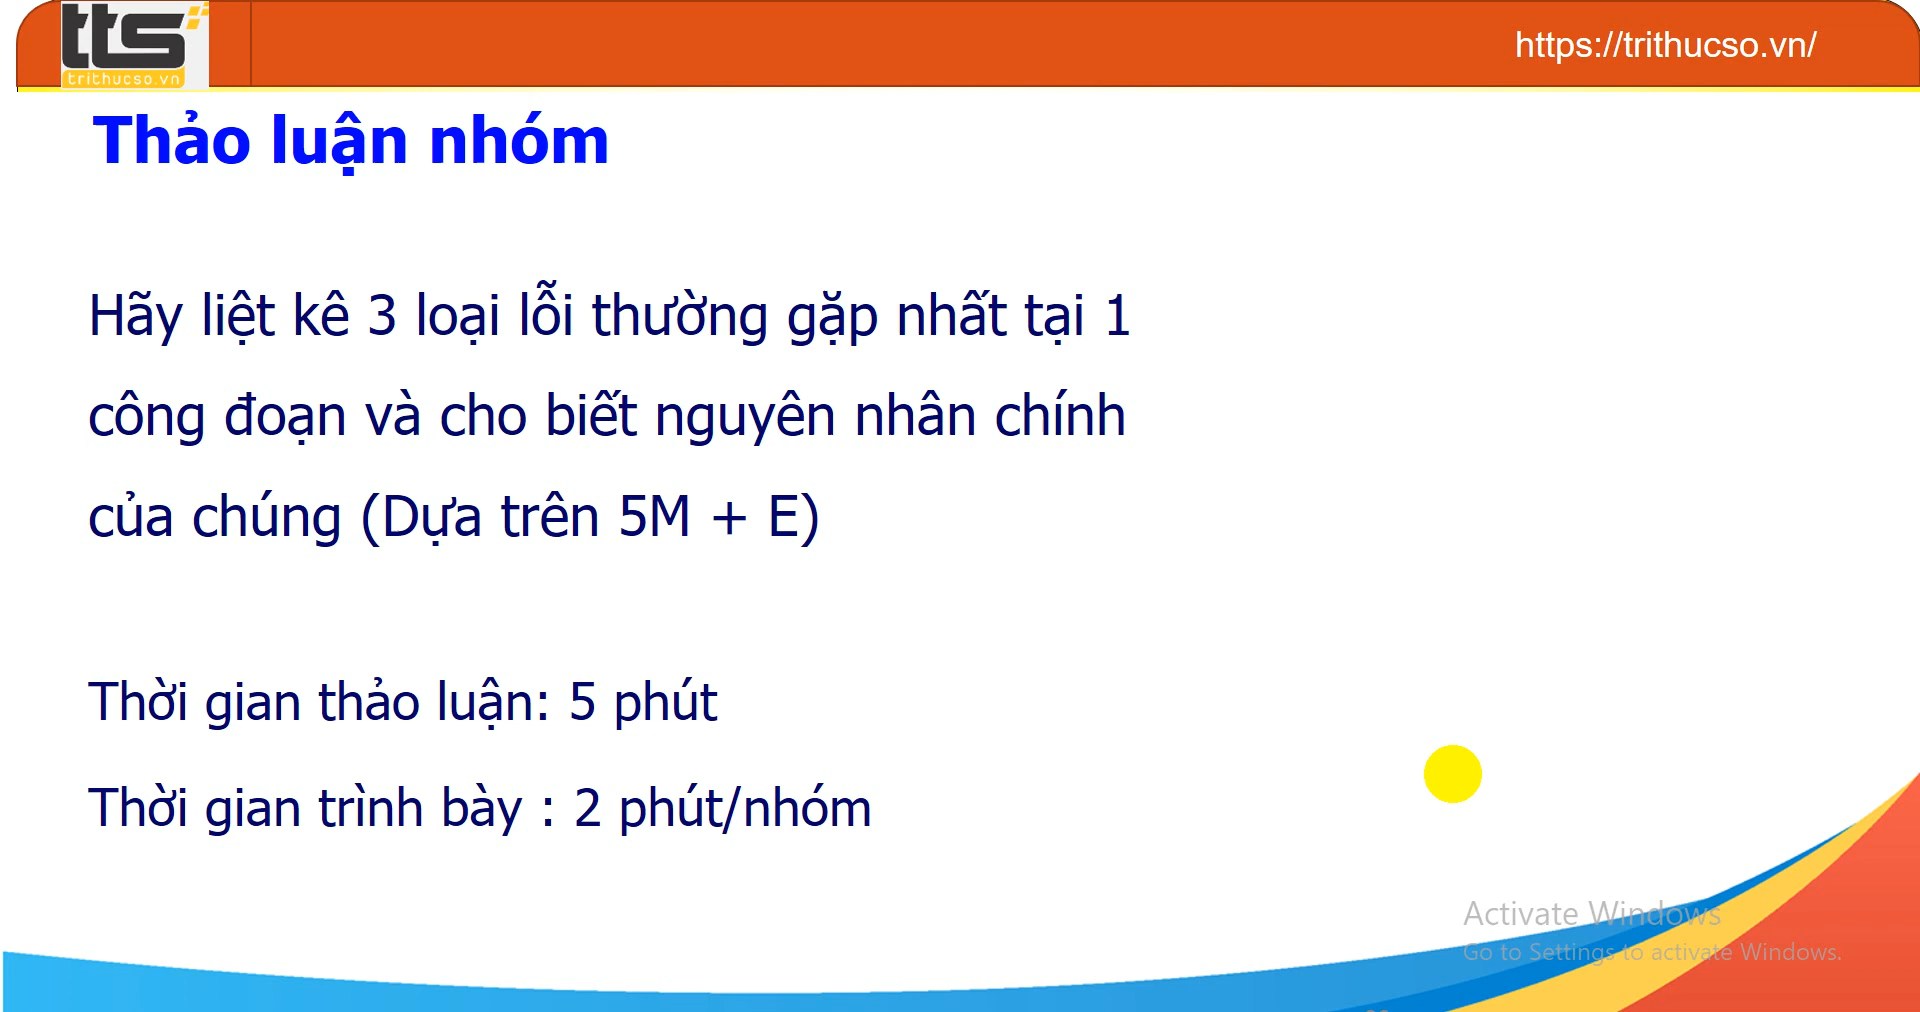 tts
trithucso.vn
https://trithucso.vn/
Thảo luận nhóm
Hãy liệt kê 3 loại lỗi thường gặp nhất tại 1
công đoạn và cho biết nguyên nhân chính
của chúng (Dựa trên 5M + E)
Thời gian thảo luận: 5 phút
Thời gian trình bày : 2 phút/nhóm
Activate Windows
Go to Settings to activate Windows.